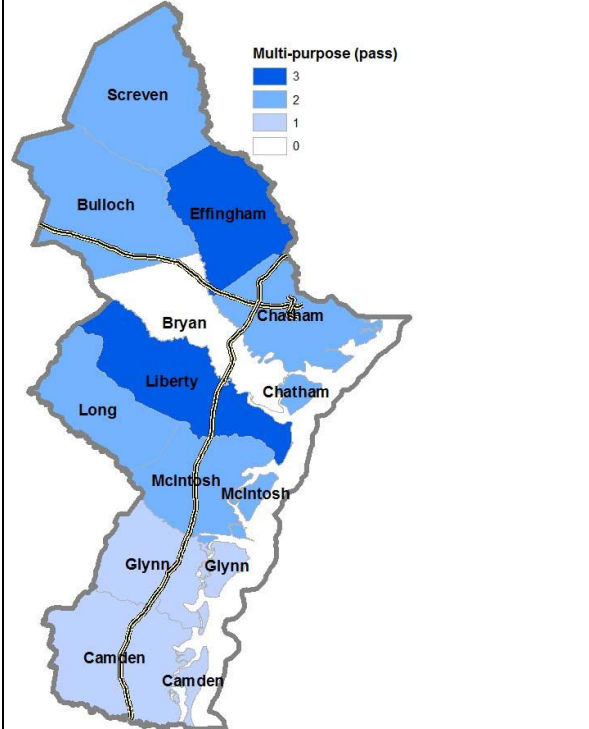 Multi-purpose (pass)
3
2
1
0
Screven
Bulloch
Effingham
Chatham
Bryan
Liberty
Chatham
Long
McIntosh
McIntosh
Glynn
Glynn
Camden
Camden